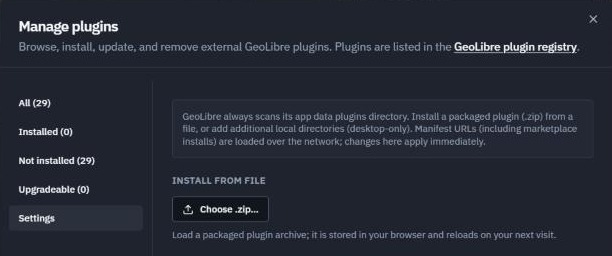 Manage plugins
Browse, install, update, and remove external GeoLibre plugins. Plugins are listed in the GeoLibre plugin registry.
All (29)
Installed (0)
Not installed (29)
Upgradeable (0)
Settings
GeoLibre always scans its app data plugins directory. Install a packaged plugin (.zip) from a
file, or add additional local directories (desktop-only). Manifest URLs (including marketplace
installs) are loaded over the network; changes here apply immediately.
INSTALL FROM FILE
Choose .zip...
Load a packaged plugin archive; it is stored in your browser and reloads on your next visit.